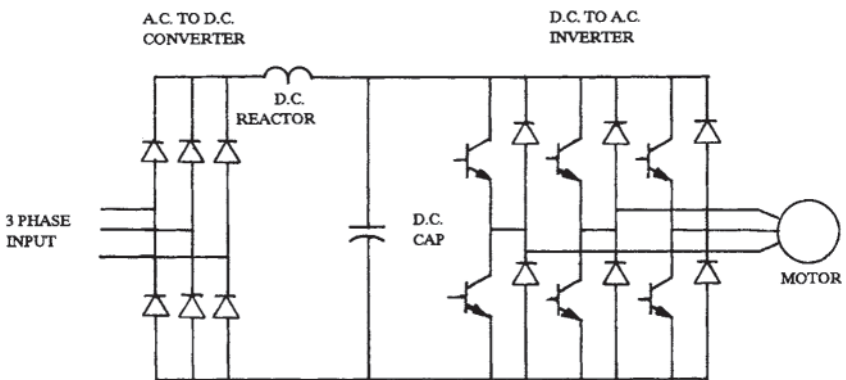 A.C. TO D.C.
CONVERTER
D.C. TO A.C.
INVERTER
D.C.
REACTOR
3 PHASE
INPUT
D.C.
CAP
MOTOR